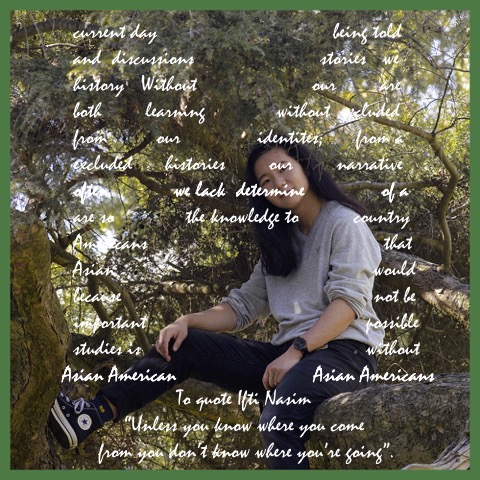 current day being told
and discussions stories we
history Without our are
both learning without excluded
from our identites; from a
excluded histories our narrative
often we lack determine of a
are so the knowledge to country
Americans that
Asian would
because not be
important possible
studies is without
Asian American Asian Americans
To quote Ifti Nasim
"Unless you know where you come
from you don't know where you're going".